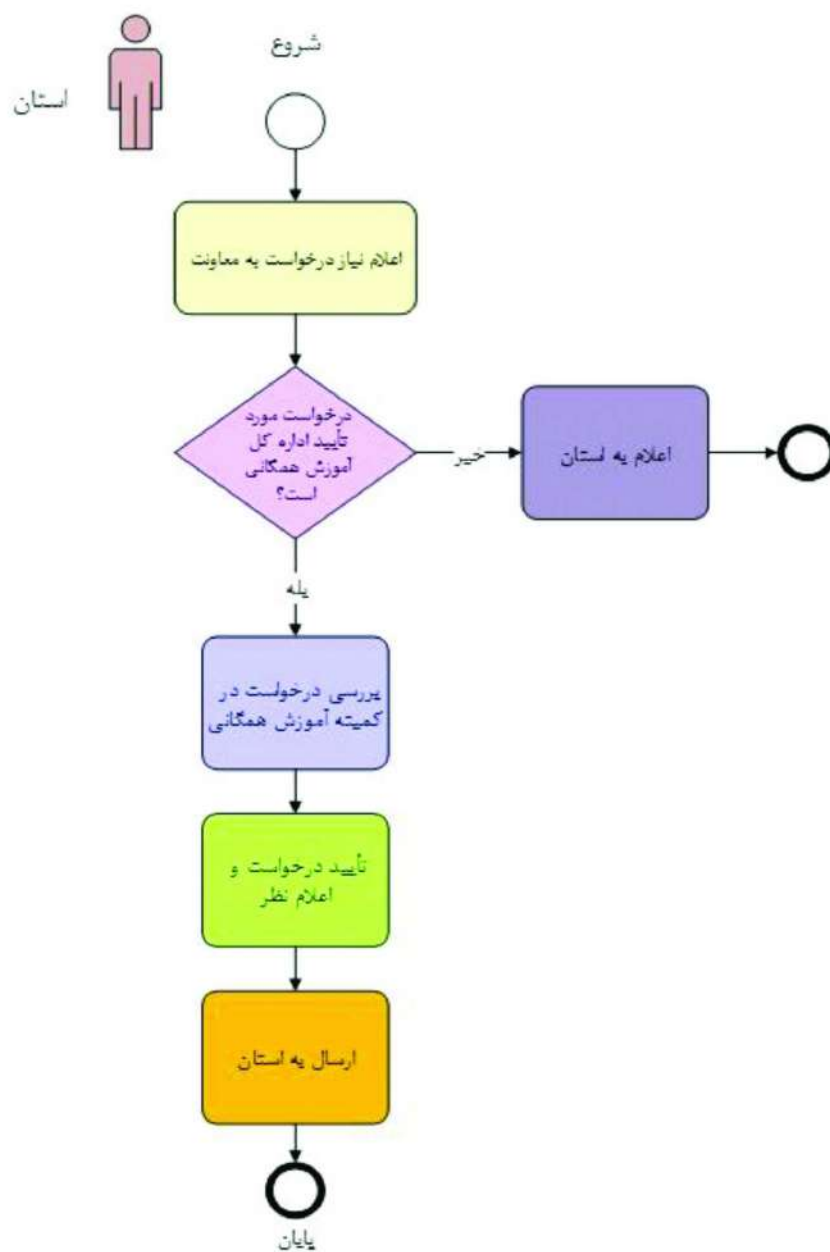 شروع
استان
اعلام نیاز درخواست به معاونت
درخواست مورد
تأیید اداره کل
آموزش همگانی
است؟
خیر
اعلام به استان
بله
بررسی درخواست در
کمیته آموزش همگانی
تأیید درخواست و
اعلام نظر
ارسال به استان
پایان